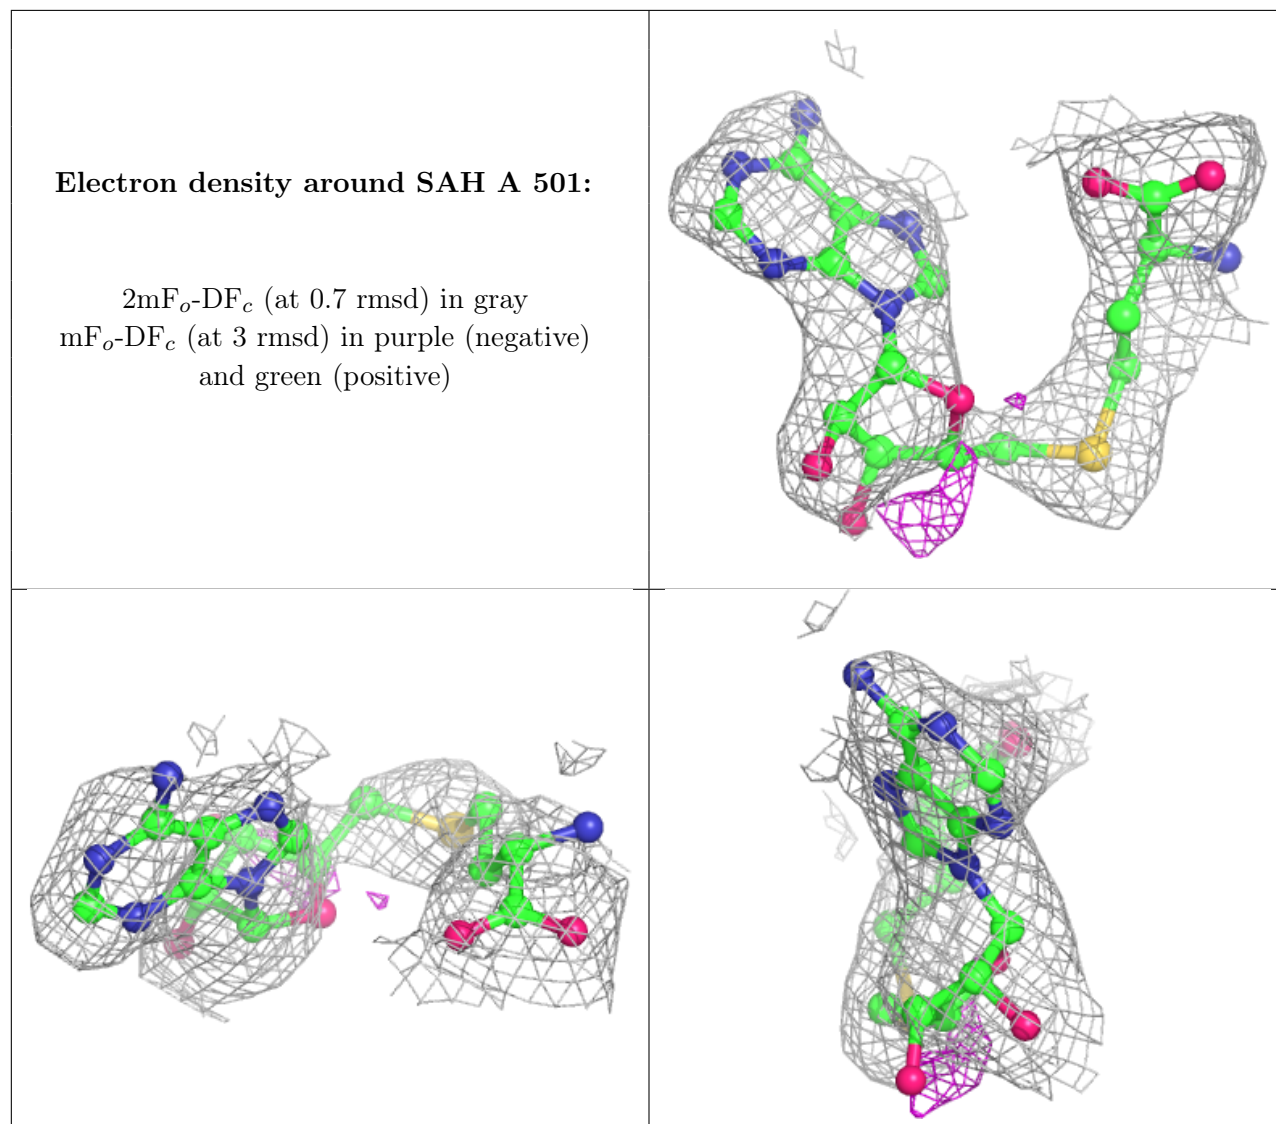 Electron density around SAH A 501:
2mFo-DFc (at 0.7 rmsd) in gray
mFo-DFc (at 3 rmsd) in purple (negative)
and green (positive)